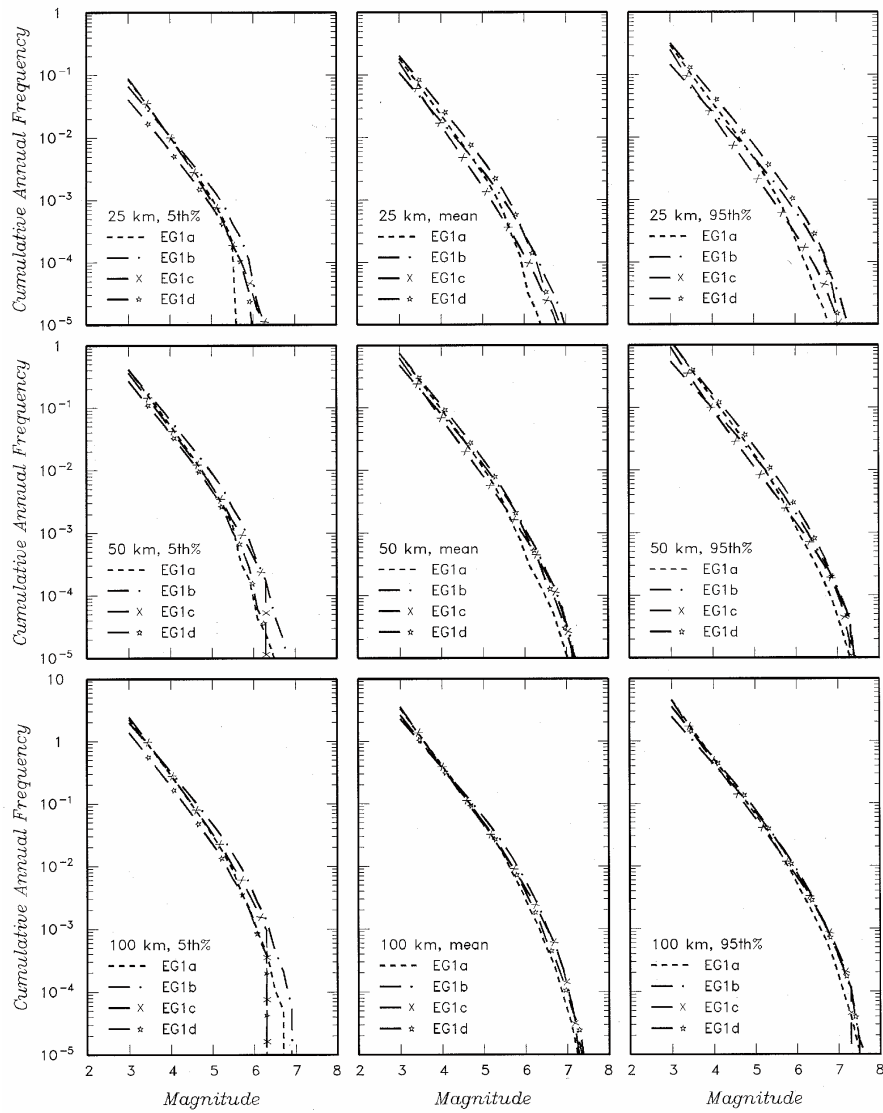 1
10⁻¹
10⁻²
10⁻³
10⁻⁴
10⁻⁵
Cumulative Annual Frequency
25 km, 5th%
EG1a
EG1b
EG1c
EG1d
25 km, mean
EG1a
EG1b
EG1c
EG1d
25 km, 95th%
EG1a
EG1b
EG1c
EG1d
1
10⁻¹
10⁻²
10⁻³
10⁻⁴
10⁻⁵
Cumulative Annual Frequency
50 km, 5th%
EG1a
EG1b
EG1c
EG1d
50 km, mean
EG1a
EG1b
EG1c
EG1d
50 km, 95th%
EG1a
EG1b
EG1c
EG1d
10
1
10⁻¹
10⁻²
10⁻³
10⁻⁴
10⁻⁵
Cumulative Annual Frequency
100 km, 5th%
EG1a
EG1b
EG1c
EG1d
100 km, mean
EG1a
EG1b
EG1c
EG1d
100 km, 95th%
EG1a
EG1b
EG1c
EG1d
2 3 4 5 6 7 8
2 3 4 5 6 7 8
2 3 4 5 6 7 8
Magnitude
Magnitude
Magnitude